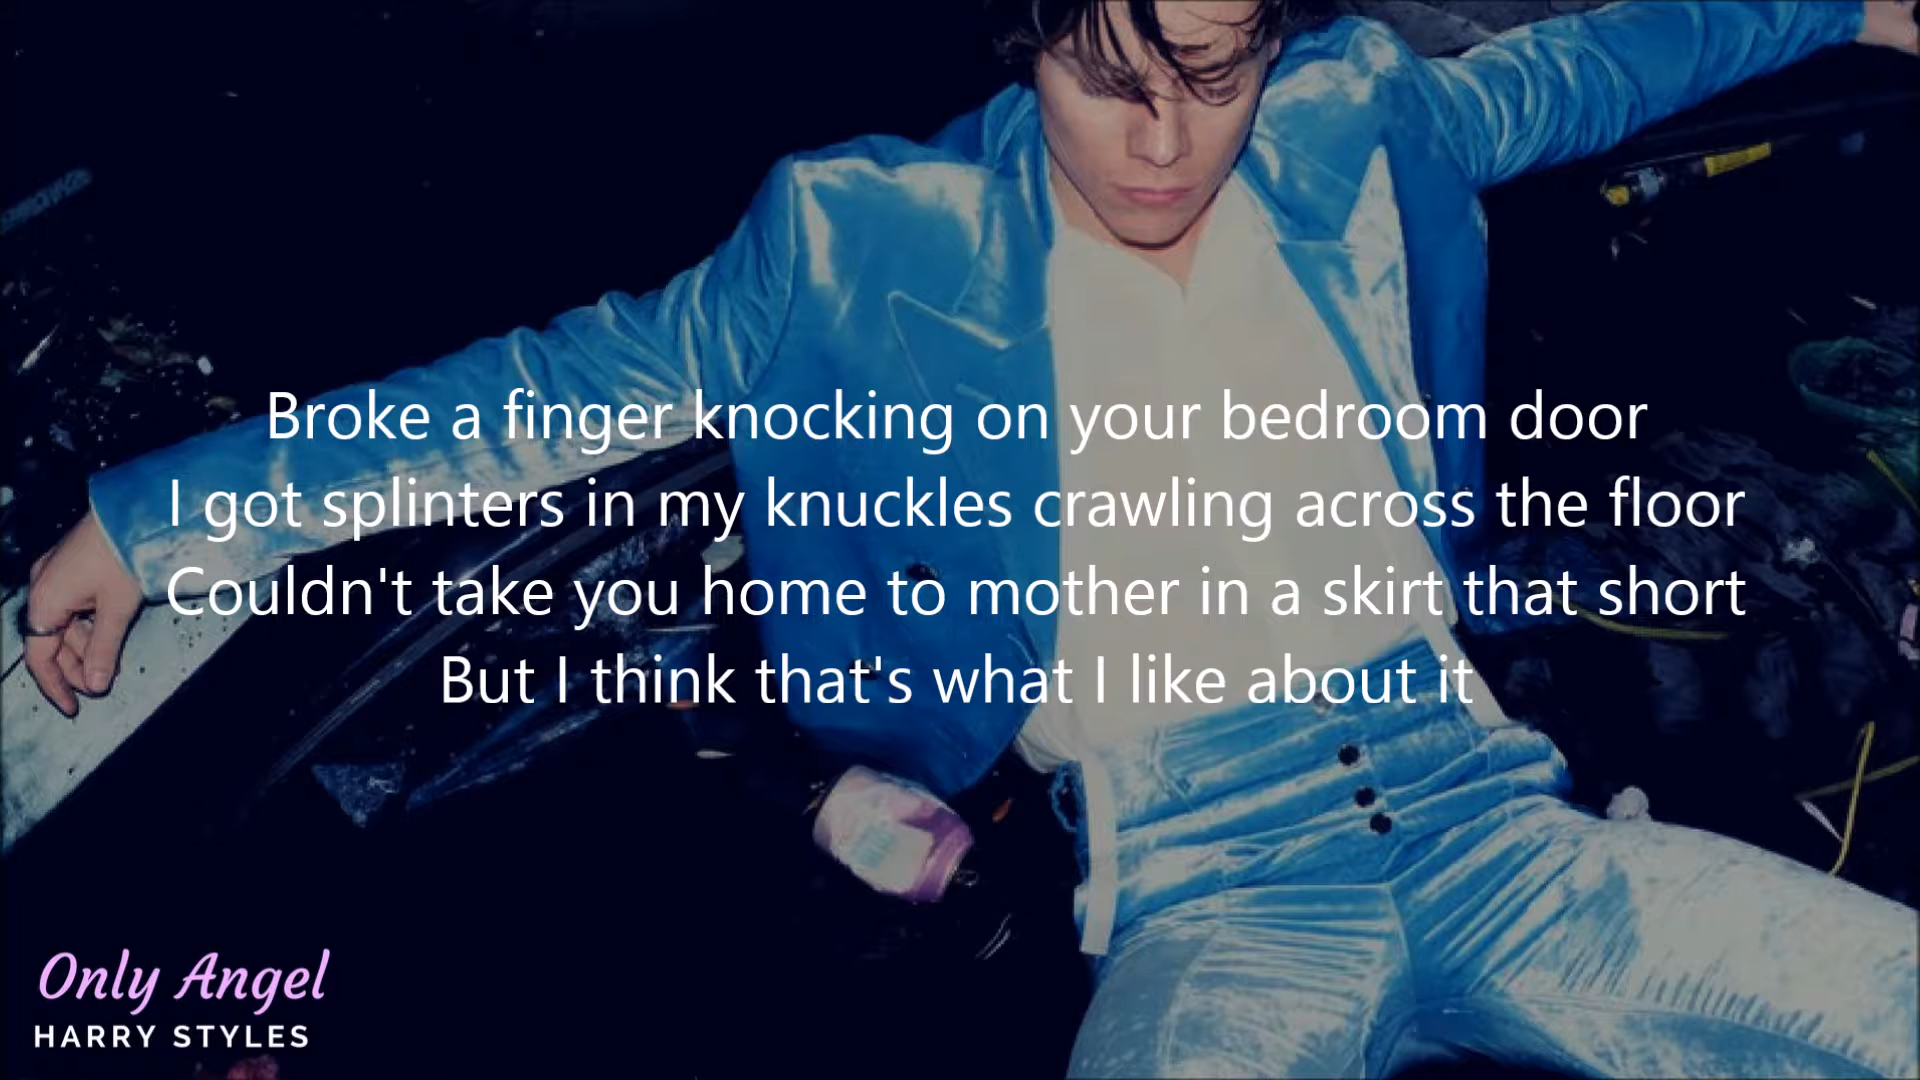 Broke a finger knocking on your bedroom door
I got splinters in my knuckles crawling across the floor
Couldn't take you home to mother in a skirt that short
But I think that's what I like about it
Only Angel
HARRY STYLES